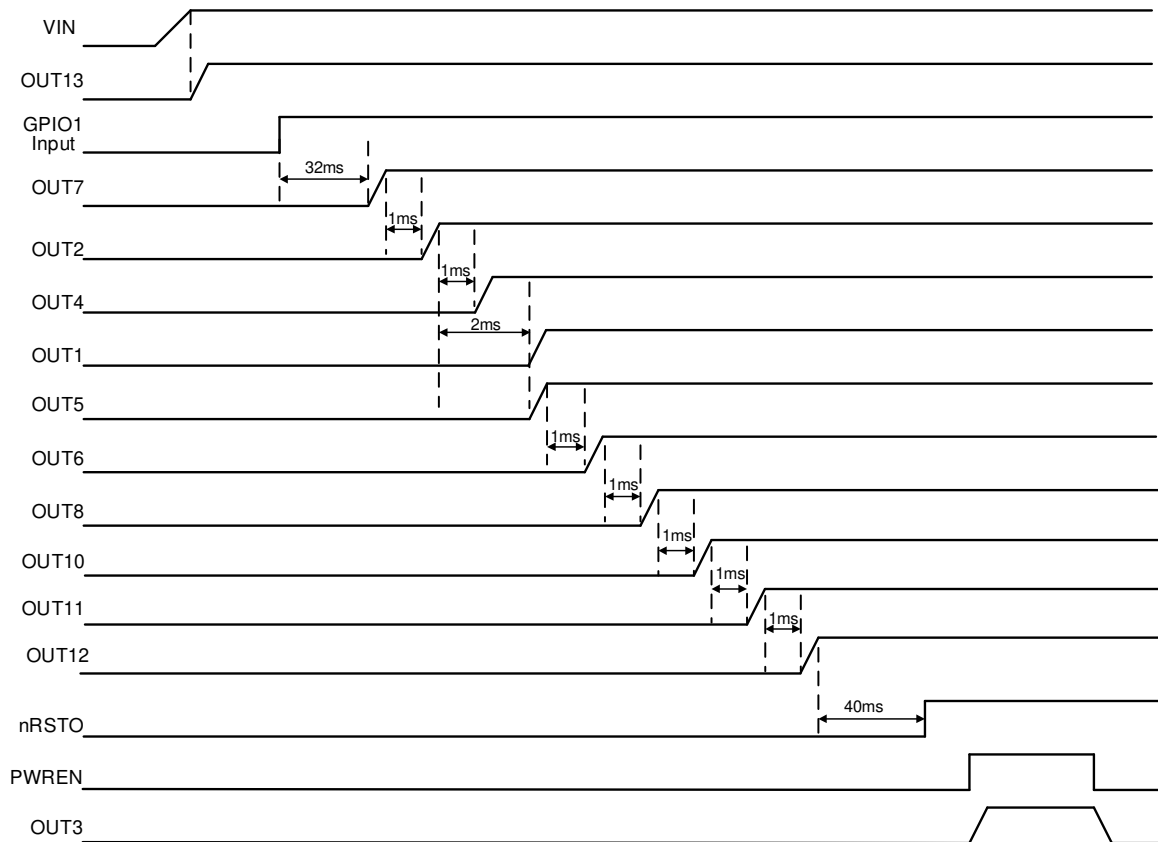 VIN
OUT13
GPIO1
Input
32ms
OUT7
1ms
OUT2
1ms
OUT4
2ms
OUT1
OUT5
1ms
OUT6
1ms
OUT8
1ms
OUT10
1ms
OUT11
1ms
OUT12
40ms
nRSTO
PWREN
OUT3